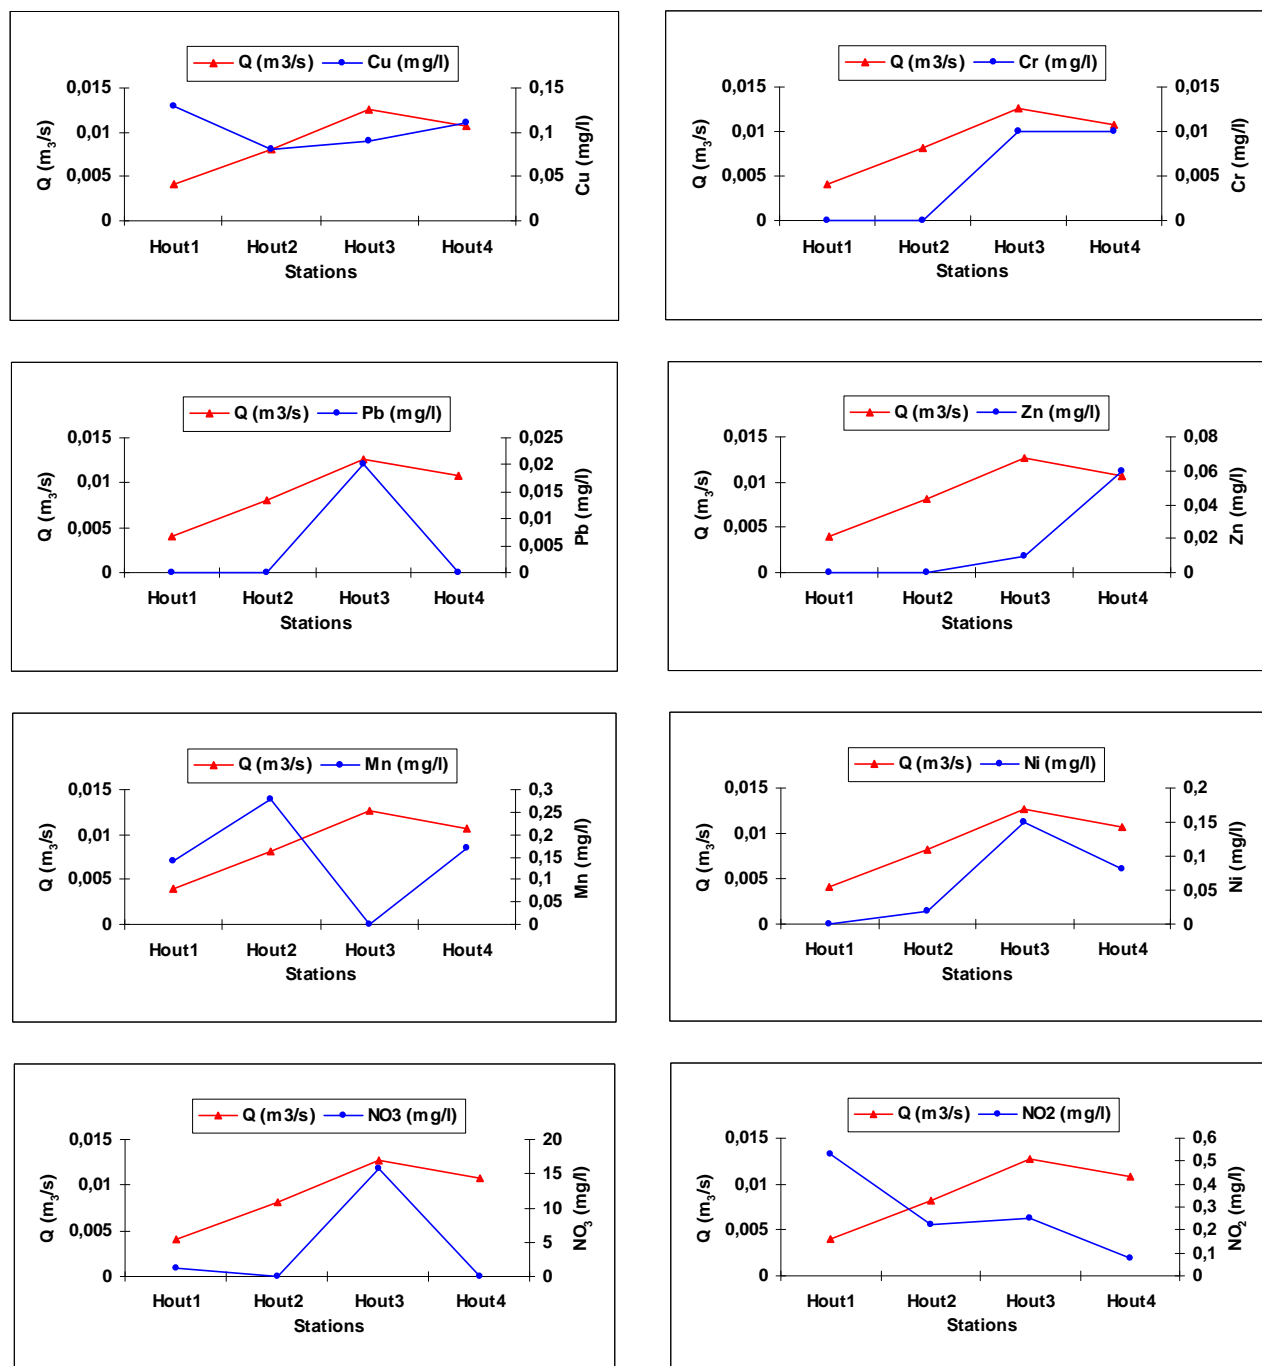 Q (m3/s) Cu (mg/l)
0,015
0,01
0,005
0
Q (m3/s)
0,15
0,1
0,05
0
Cu (mg/l)
Hout1 Hout2 Hout3 Hout4
Stations
Q (m3/s) Cr (mg/l)
0,015
0,01
0,005
0
Q (m3/s)
0,015
0,01
0,005
0
Cr (mg/l)
Hout1 Hout2 Hout3 Hout4
Stations
Q (m3/s) Pb (mg/l)
0,015
0,01
0,005
0
Q (m3/s)
0,025
0,02
0,015
0,01
0,005
0
Pb (mg/l)
Hout1 Hout2 Hout3 Hout4
Stations
Q (m3/s) Zn (mg/l)
0,015
0,01
0,005
0
Q (m3/s)
0,08
0,06
0,04
0,02
0
Zn (mg/l)
Hout1 Hout2 Hout3 Hout4
Stations
Q (m3/s) Mn (mg/l)
0,015
0,01
0,005
0
Q (m3/s)
0,3
0,25
0,2
0,15
0,1
0,05
0
Mn (mg/l)
Hout1 Hout2 Hout3 Hout4
Stations
Q (m3/s) Ni (mg/l)
0,015
0,01
0,005
0
Q (m3/s)
0,2
0,15
0,1
0,05
0
Ni (mg/l)
Hout1 Hout2 Hout3 Hout4
Stations
Q (m3/s) NO3 (mg/l)
0,015
0,01
0,005
0
Q (m3/s)
20
15
10
5
0
NO3 (mg/l)
Hout1 Hout2 Hout3 Hout4
Stations
Q (m3/s) NO2 (mg/l)
0,015
0,01
0,005
0
Q (m3/s)
0,6
0,5
0,4
0,3
0,2
0,1
0
NO2 (mg/l)
Hout1 Hout2 Hout3 Hout4
Stations